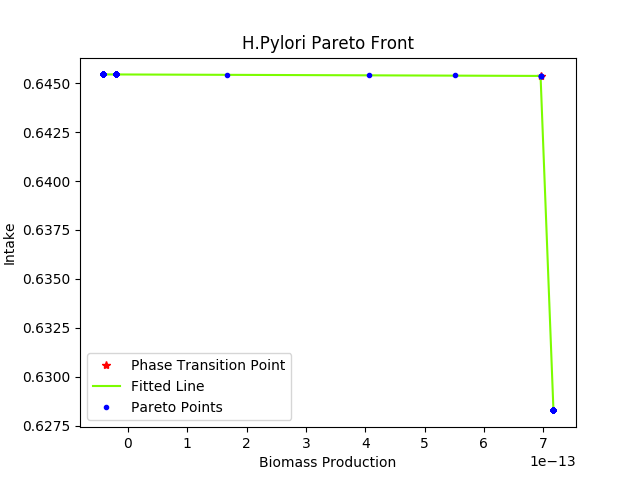 H.Pylori Pareto Front
Intake
0.6450
0.6425
0.6400
0.6375
0.6350
0.6325
0.6300
0.6275
Phase Transition Point
Fitted Line
Pareto Points
0 1 2 3 4 5 6 7
1e−13
Biomass Production